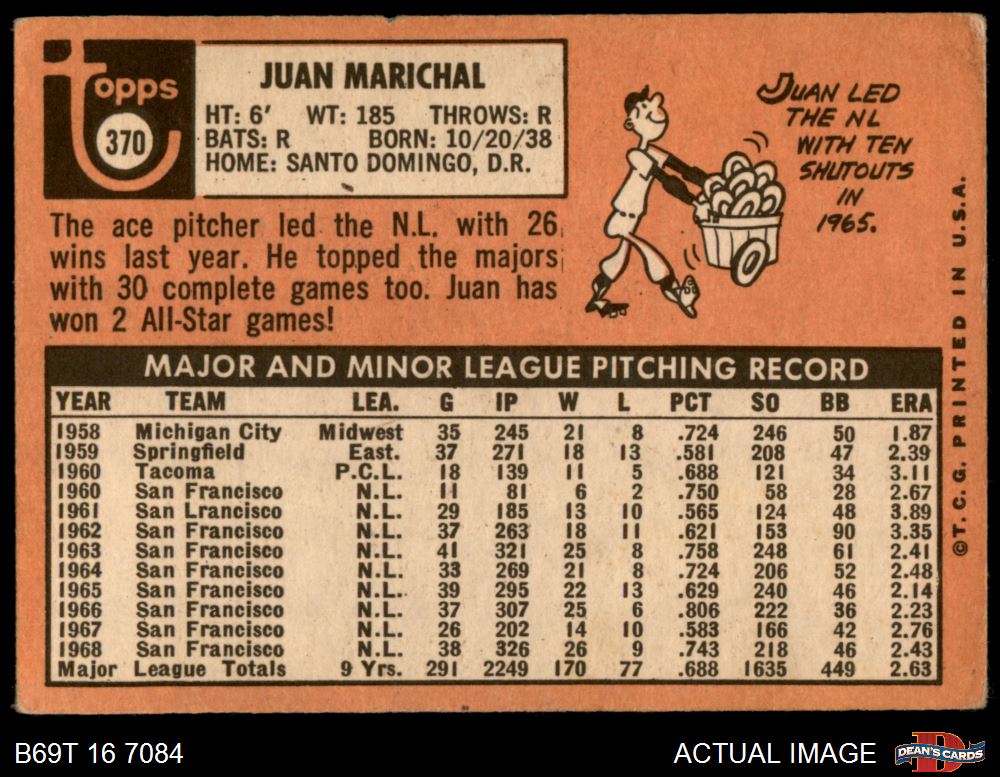 Topps
370
JUAN MARICHAL
HT: 6' WT: 185 THROWS: R
BATS: R BORN: 10/20/38
HOME: SANTO DOMINGO, D.R.
The ace pitcher led the N.L. with 26
wins last year. He topped the majors
with 30 complete games too. Juan has
won 2 All-Star games!
JUAN LED
THE NL
WITH TEN
SHUTOUTS
IN
1965.
MAJOR AND MINOR LEAGUE PITCHING RECORD
YEAR TEAM LEA. G IP W L PCT SO BB ERA
1958 Michigan City Midwest 35 245 21 8 .724 246 50 1.87
1959 Springfield East. 37 271 18 13 .581 208 47 2.39
1960 Tacoma P.C.L. 18 139 11 5 .688 121 34 3.11
1960 San Francisco N.L. 11 81 6 2 .750 58 28 2.67
1961 San Lrancisco N.L. 29 185 13 10 .565 124 48 3.89
1962 San Francisco N.L. 37 263 18 11 .621 153 90 3.35
1963 San Francisco N.L. 41 321 25 8 .758 248 61 2.41
1964 San Francisco N.L. 33 269 21 8 .724 206 52 2.48
1965 San Francisco N.L. 39 295 22 13 .629 240 46 2.14
1966 San Francisco N.L. 37 307 25 6 .806 222 36 2.23
1967 San Francisco N.L. 26 202 14 10 .583 166 42 2.76
1968 San Francisco N.L. 38 326 26 9 .743 218 46 2.43
Major League Totals 9 Yrs. 291 2249 170 77 .688 1635 449 2.63
©T.C.G. PRINTED IN U.S.A.
B69T 16 7084
ACTUAL IMAGE
D
DEAN'S CARDS